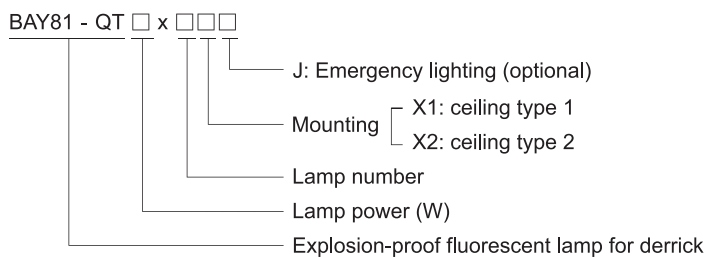 BAY81 - QT □ x □□□
J: Emergency lighting (optional)
X1: ceiling type 1
Mounting
X2: ceiling type 2
Lamp number
Lamp power (W)
Explosion-proof fluorescent lamp for derrick